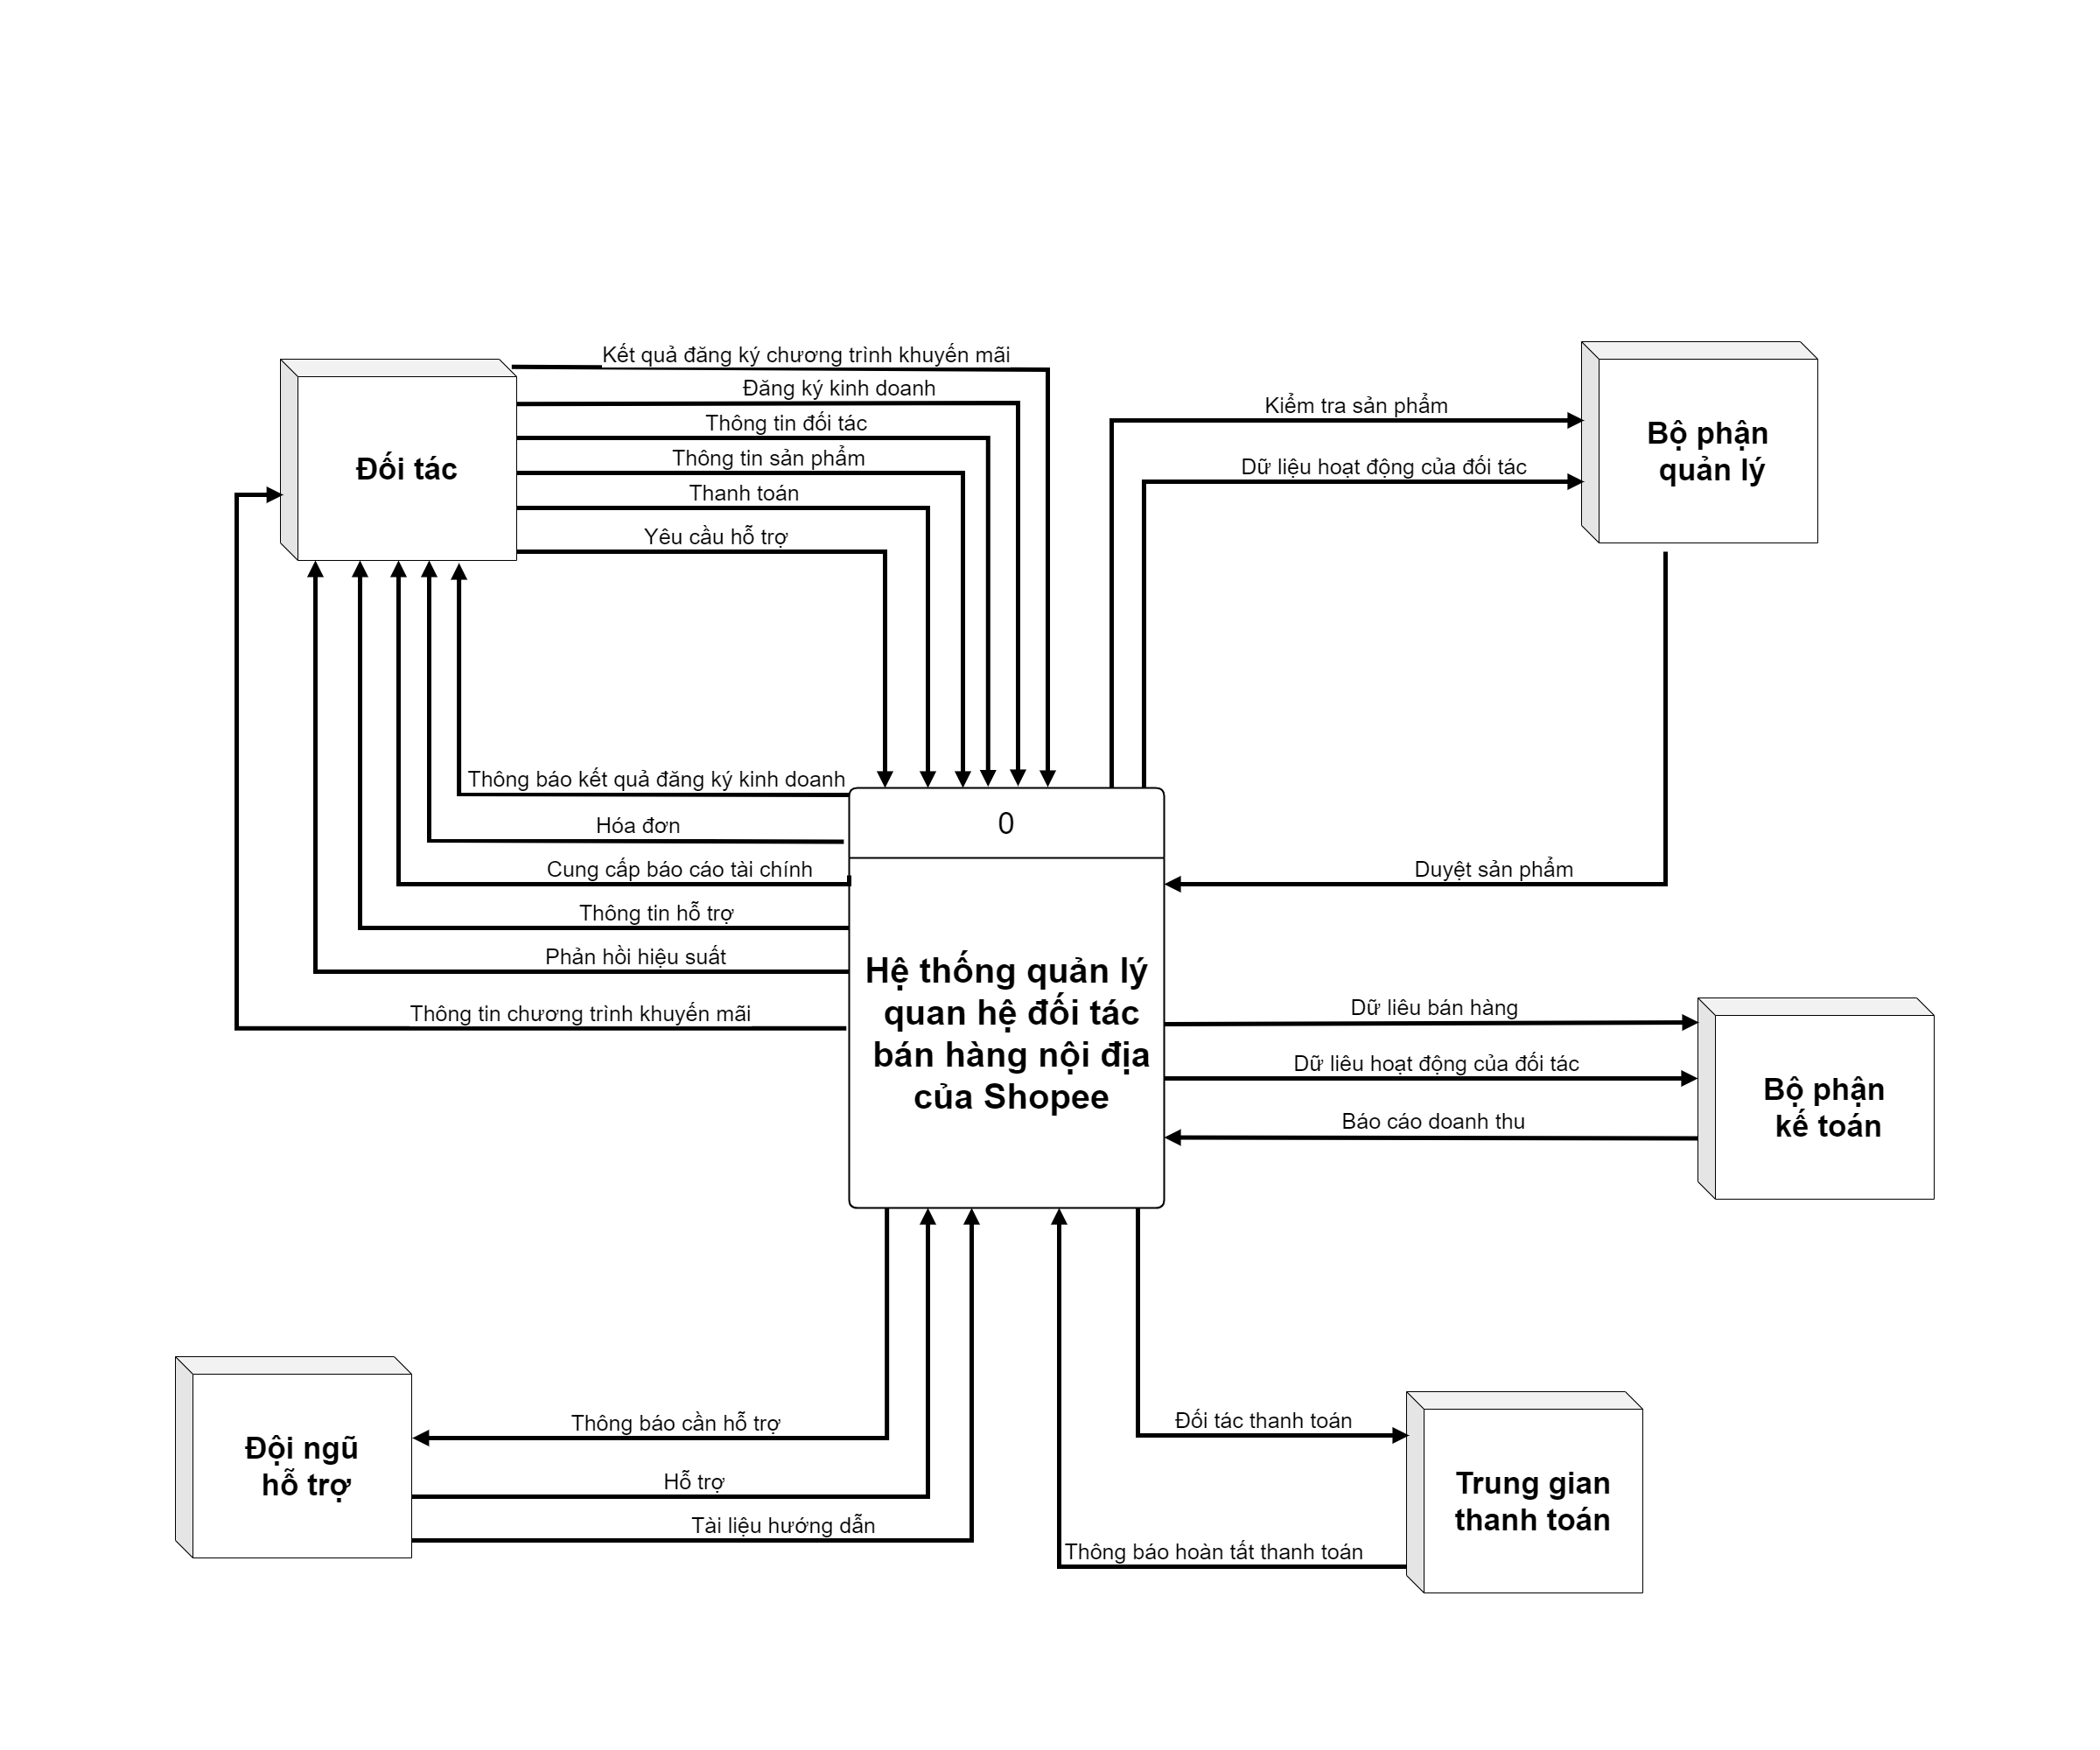 Kết quả đăng ký chương trình khuyến mãi
Đăng ký kinh doanh
Thông tin đối tác
Thông tin sản phẩm
Thanh toán
Yêu cầu hỗ trợ
Đối tác
Kiểm tra sản phẩm
Dữ liệu hoạt động của đối tác
Bộ phận
quản lý
Thông báo kết quả đăng ký kinh doanh
Hóa đơn
Cung cấp báo cáo tài chính
Thông tin hỗ trợ
Phản hồi hiệu suất
Thông tin chương trình khuyến mãi
0
Hệ thống quản lý
quan hệ đối tác
bán hàng nội địa
của Shopee
Duyệt sản phẩm
Dữ liêu bán hàng
Dữ liêu hoạt động của đối tác
Báo cáo doanh thu
Bộ phận
kế toán
Đội ngũ
hỗ trợ
Thông báo cần hỗ trợ
Hỗ trợ
Tài liệu hướng dẫn
Đối tác thanh toán
Thông báo hoàn tất thanh toán
Trung gian
thanh toán